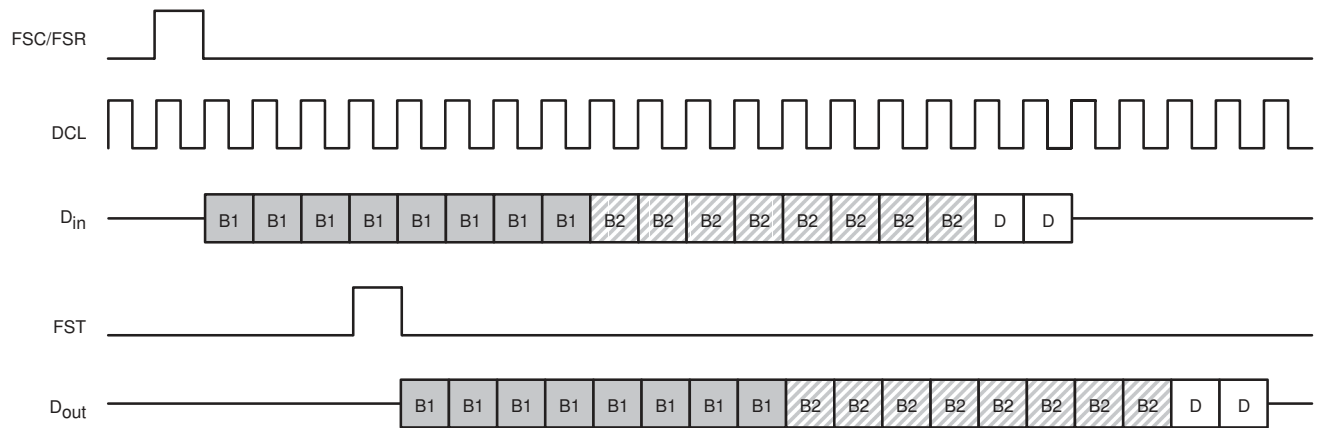 FSC/FSR
DCL
Din B1 B1 B1 B1 B1 B1 B1 B1 B2 B2 B2 B2 B2 B2 B2 B2 D D
FST
Dout B1 B1 B1 B1 B1 B1 B1 B1 B2 B2 B2 B2 B2 B2 B2 B2 D D